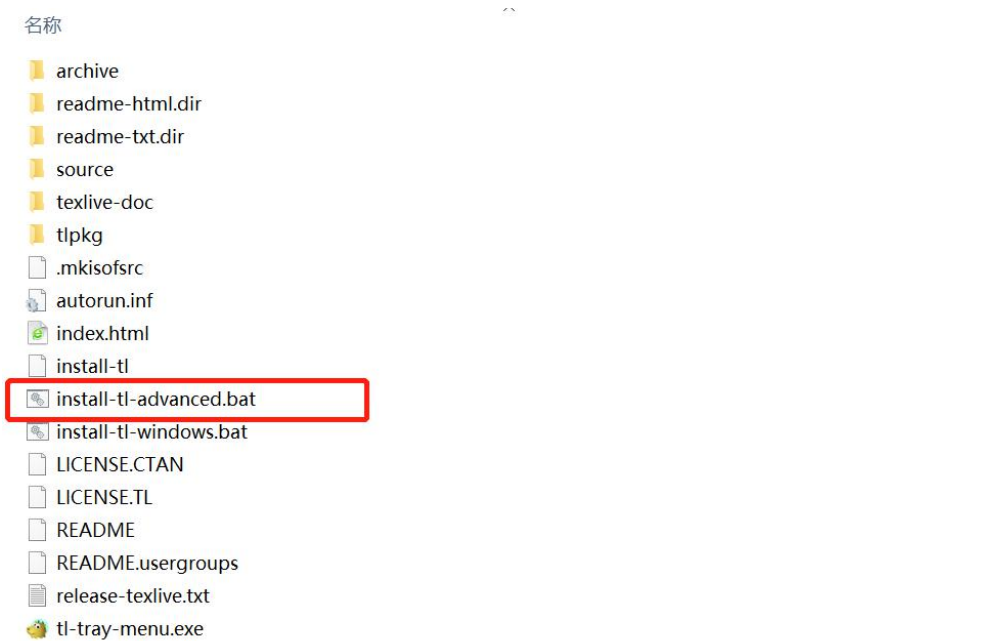 名称
archive
readme-html.dir
readme-txt.dir
source
texlive-doc
tlpkg
.mkisofsrc
autorun.inf
index.html
install-tl
install-tl-advanced.bat
install-tl-windows.bat
LICENSE.CTAN
LICENSE.TL
README
README.usergroups
release-texlive.txt
tl-tray-menu.exe